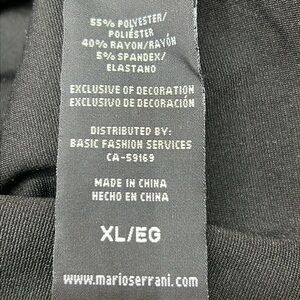 55% POLYESTER/
POLIÉSTER
40% RAYON/RAYÓN
5% SPANDEX/
ELASTANO
EXCLUSIVE OF DECORATION
EXCLUSIVO DE DECORACIÓN
DISTRIBUTED BY:
BASIC FASHION SERVICES
CA-59169
MADE IN CHINA
HECHO EN CHINA
XL/EG
www.marioserrani.com